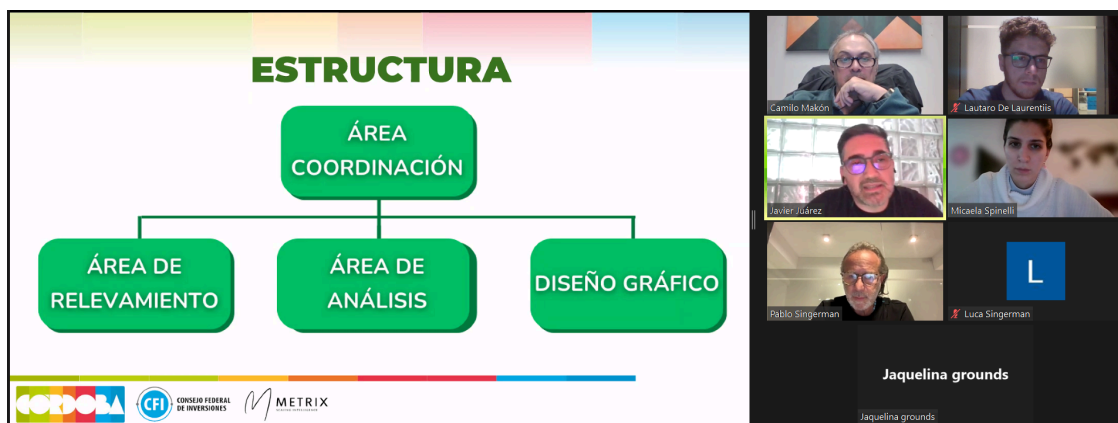 ESTRUCTURA
ÁREA
COORDINACIÓN
ÁREA DE
RELEVAMIENTO
ÁREA DE
ANÁLISIS
DISEÑO GRÁFICO
CORDOBA
CFI
CONSEJO FEDERAL
DE INVERSIONES
METRIX
Camilo Makón
Lautaro De Laurentiis
Javier Juárez
Micaela Spinelli
Pablo Singerman
L
Luca Singerman
Jaquelina grounds
Jaquelina grounds